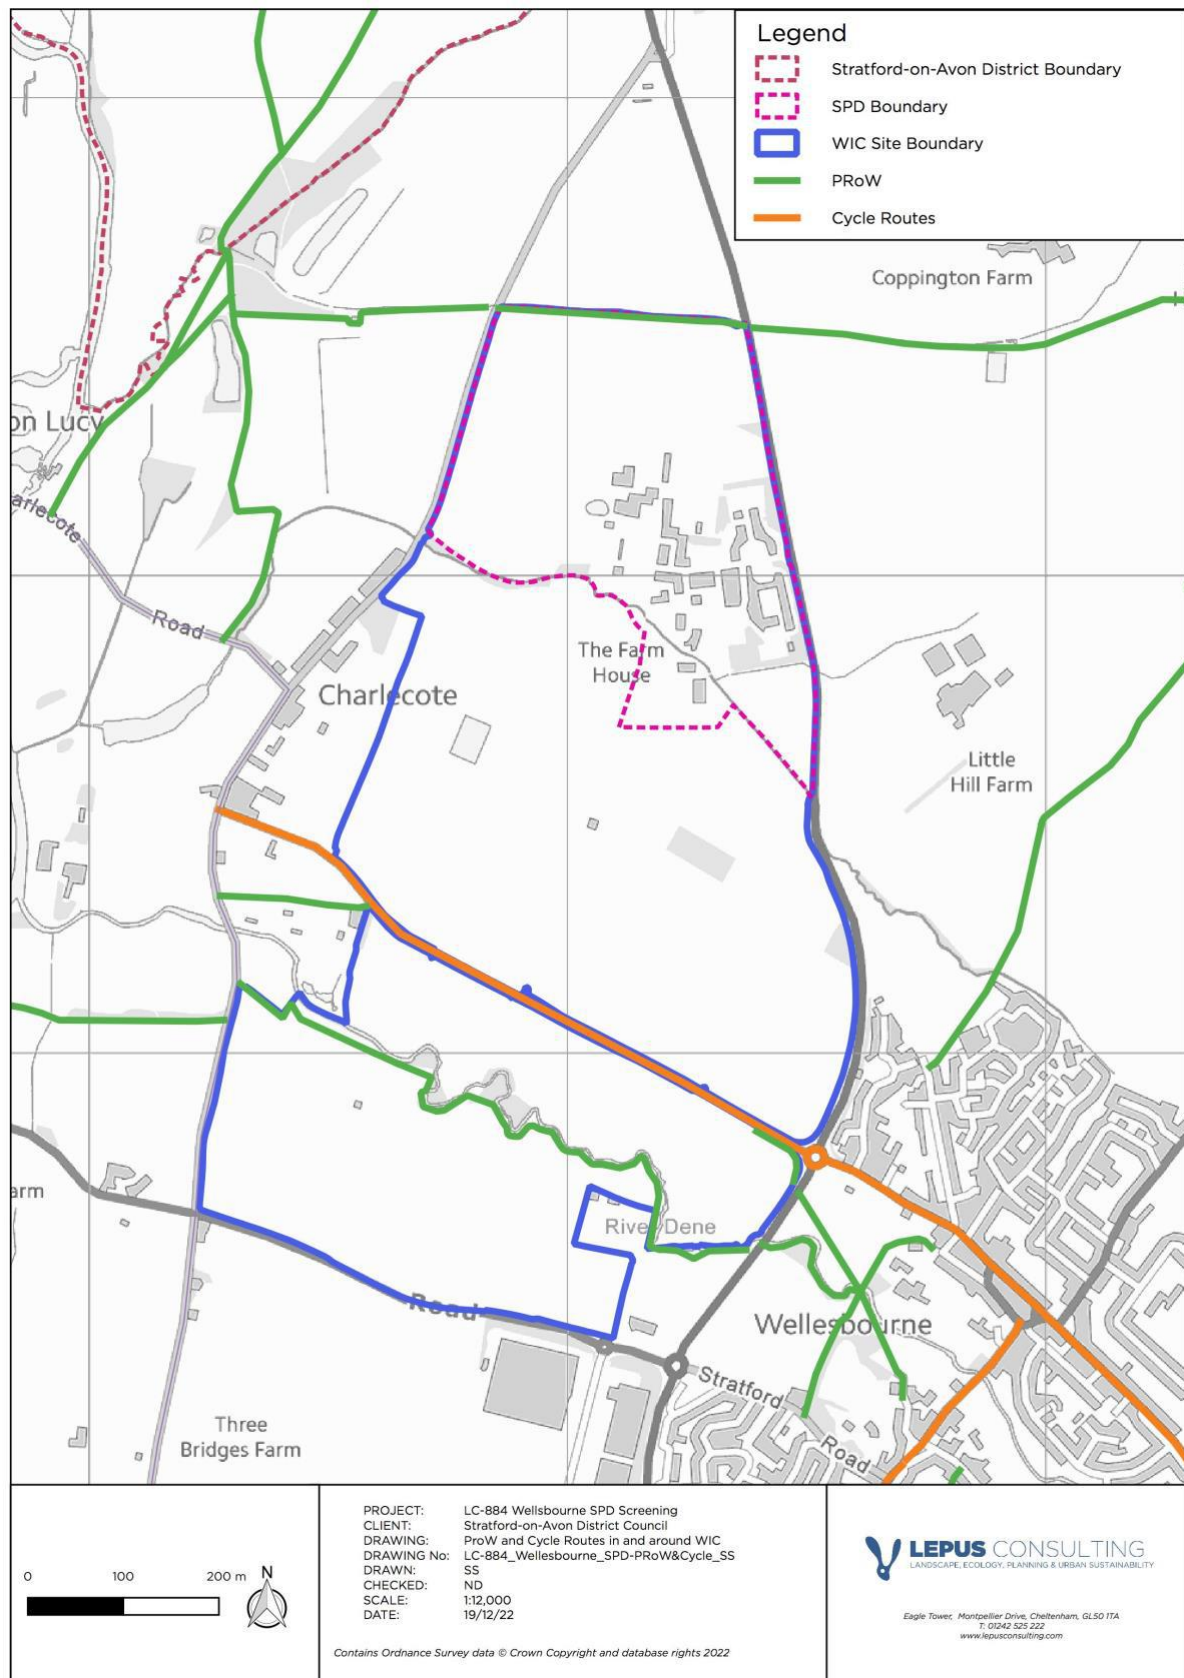 Legend
Stratford-on-Avon District Boundary
SPD Boundary
WIC Site Boundary
PRoW
Cycle Routes
Coppington Farm
on Lucy
arlecote
Road
The Farm
House
Charlecote
Little
Hill Farm
arm
River Dene
Road
Wellesbourne
Stratford
Road
Three
Bridges Farm
0 100 200 m
N
PROJECT: LC-884 Wellsbourne SPD Screening
CLIENT: Stratford-on-Avon District Council
DRAWING: ProW and Cycle Routes in and around WIC
DRAWING No: LC-884_Wellesbourne_SPD-PRoW&Cycle_SS
DRAWN: SS
CHECKED: ND
SCALE: 1:12,000
DATE: 19/12/22
Contains Ordnance Survey data © Crown Copyright and database rights 2022
LEPUS CONSULTING
LANDSCAPE, ECOLOGY, PLANNING & URBAN SUSTAINABILITY
Eagle Tower, Montpellier Drive, Cheltenham, GL50 1TA
T: 01242 525 222
www.lepusconsulting.com